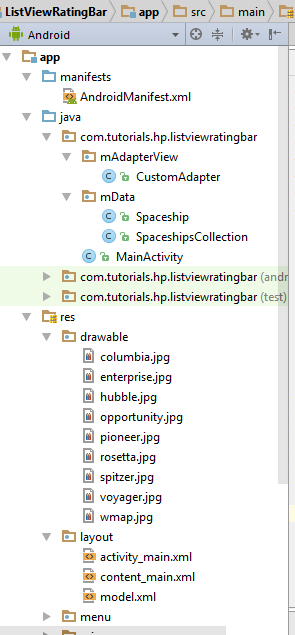 ListViewRatingBar app src main
Android
app
manifests
AndroidManifest.xml
java
com.tutorials.hp.listviewratingbar
mAdapterView
CustomAdapter
mData
Spaceship
SpaceshipsCollection
MainActivity
com.tutorials.hp.listviewratingbar (andr
com.tutorials.hp.listviewratingbar (test)
res
drawable
columbia.jpg
enterprise.jpg
hubble.jpg
opportunity.jpg
pioneer.jpg
rosetta.jpg
spitzer.jpg
voyager.jpg
wmap.jpg
layout
activity_main.xml
content_main.xml
model.xml
menu